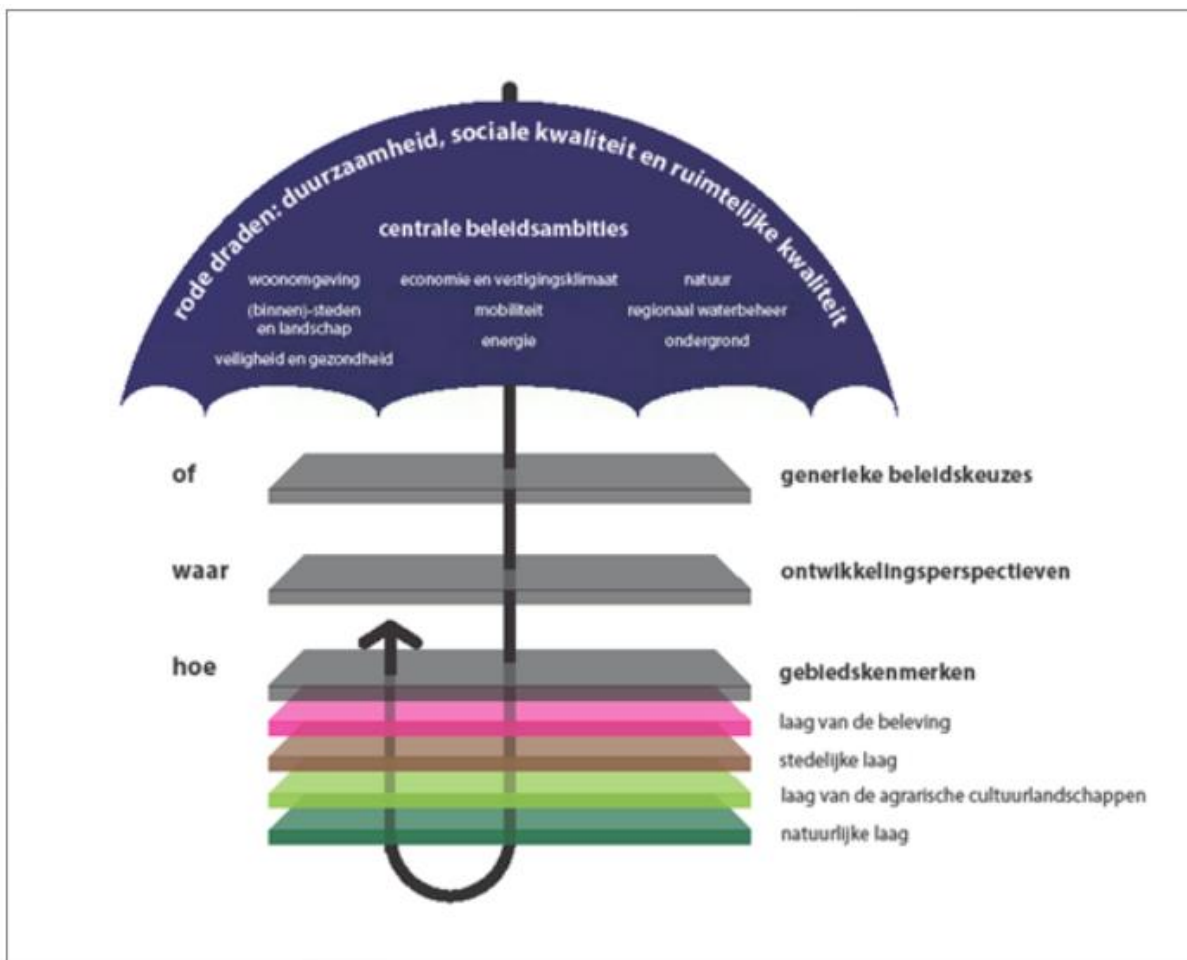 rode draden: duurzaamheid, sociale kwaliteit en ruimtelijke kwaliteit
centrale beleidsambities
woonomgeving
(binnen)-steden
en landschap
veiligheid en gezondheid
economie en vestigingsklimaat
mobiliteit
energie
natuur
regionaal waterbeheer
ondergrond
of
generieke beleidskeuzes
waar
ontwikkelingsperspectieven
hoe
gebiedskenmerken
laag van de beleving
stedelijke laag
laag van de agrarische cultuurlandschappen
natuurlijke laag